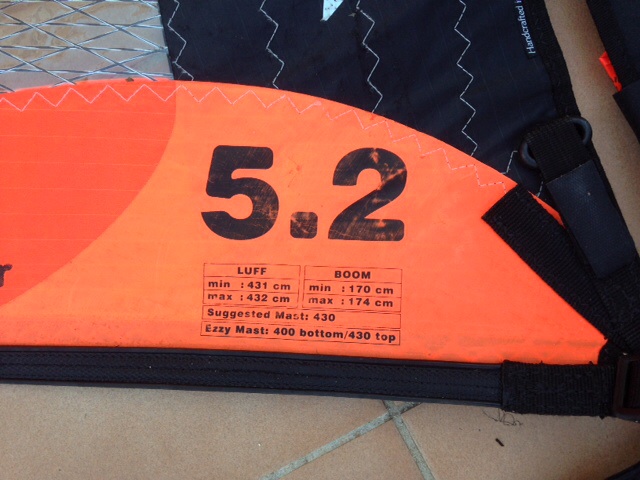 Handcrafted
5.2
LUFF BOOM
min : 431 cm min : 170 cm
max : 432 cm max : 174 cm
Suggested Mast: 430
Ezzy Mast: 400 bottom/430 top